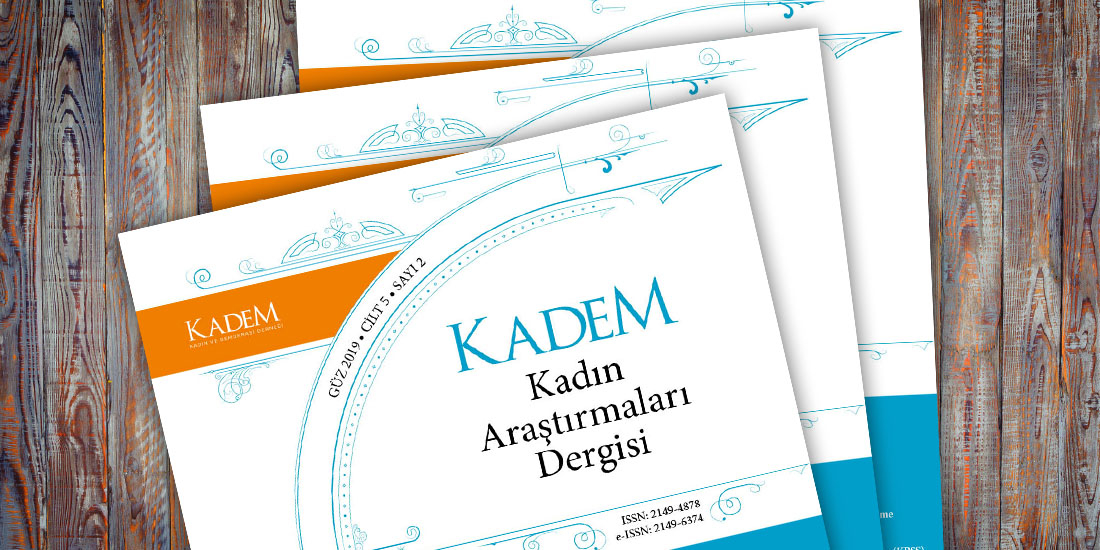 KADEM
KADIN VE DEMOKRASİ DERNEĞİ
GÜZ 2019 • CİLT 5 • SAYI 2
KADEM
Kadın
Araştırmaları
Dergisi
ISSN: 2149-4878
e-ISSN: 2149-6374